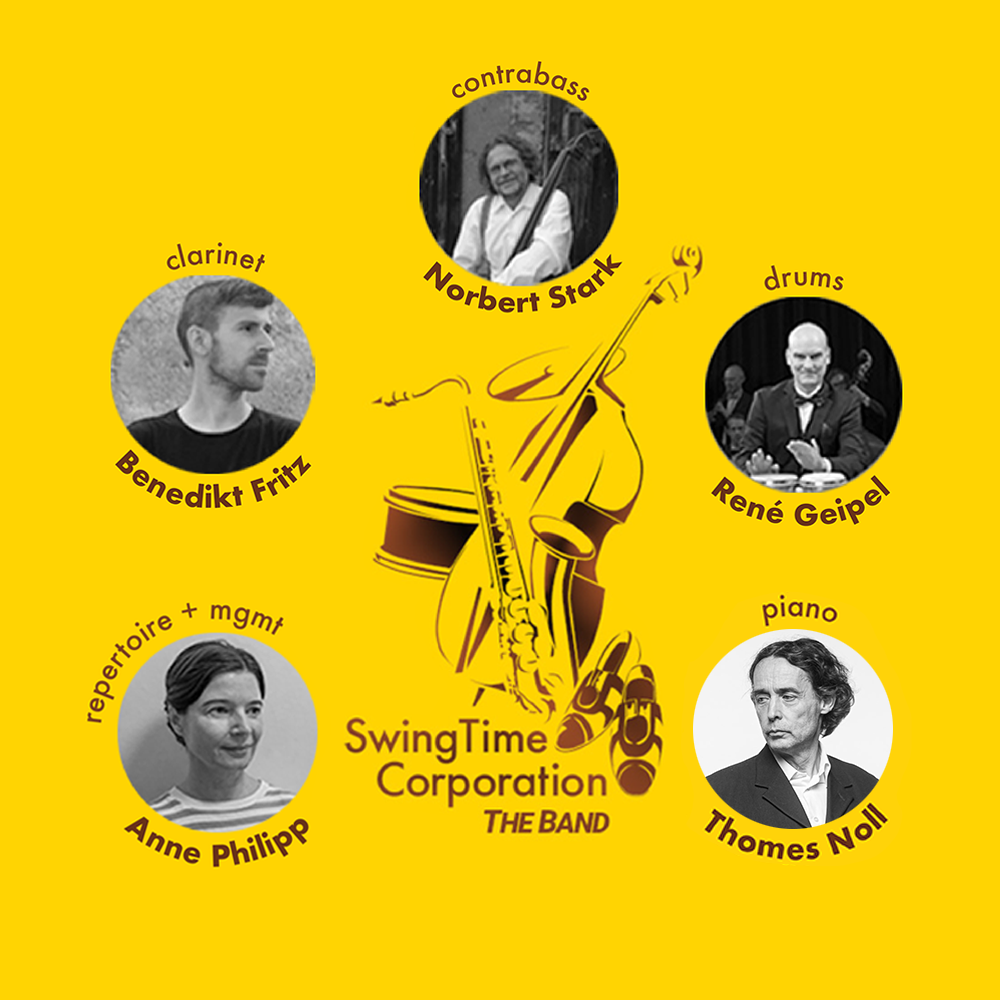 contrabass
Norbert Stark
clarinet
Benedikt Fritz
drums
René Geipel
repertoire + mgmt
Anne Philipp
piano
Thomes Noll
SwingTime
Corporation
THE BAND